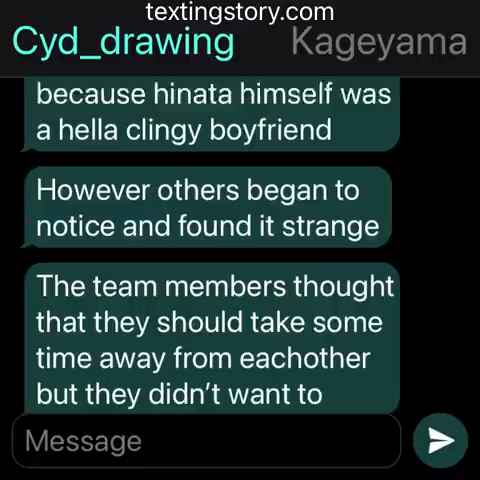 textingstory.com
Cyd_drawing Kageyama
because hinata himself was
a hella clingy boyfriend
However others began to
notice and found it strange
The team members thought
that they should take some
time away from eachother
but they didn't want to
Message